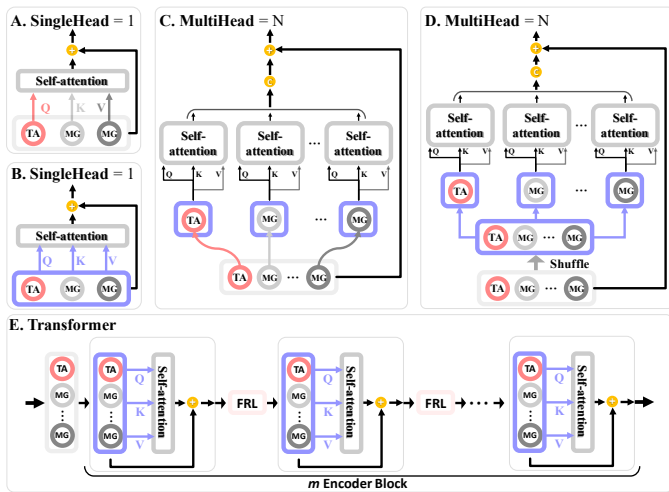 A. SingleHead = 1
Self-attention
Q K V
TA MG MG
B. SingleHead = 1
Self-attention
Q K V
TA MG MG
C. MultiHead = N
C
Self-attention Self-attention ... Self-attention
Q K V Q K V Q K V
TA MG ... MG
TA MG ... MG
D. MultiHead = N
C
Self-attention Self-attention ... Self-attention
Q K V Q K V Q K V
TA MG ... MG
TA MG ... MG
Shuffle
TA MG ... MG
E. Transformer
TA MG ... MG
TA MG ... MG
Q K V
Self-attention
FRL
TA MG ... MG
Q K V
Self-attention
FRL
......
TA MG ... MG
Q K V
Self-attention
m Encoder Block